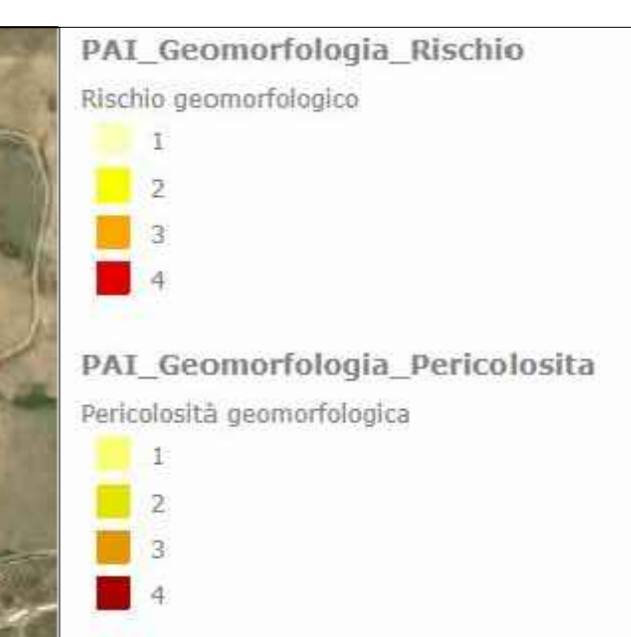 PAI_Geomorfologia_Rischio
Rischio geomorfologico
1
2
3
4
PAI_Geomorfologia_Pericolosita
Pericolosità geomorfologica
1
2
3
4